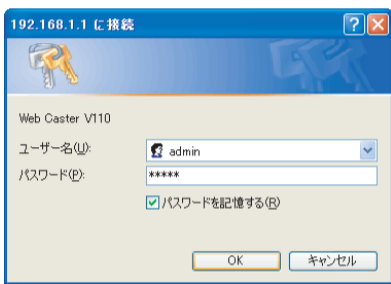 192.168.1.1 に接続
Web Caster V110
ユーザー名(U):
admin
パスワード(P):
*****
パスワードを記憶する(R)
OK
キャンセル